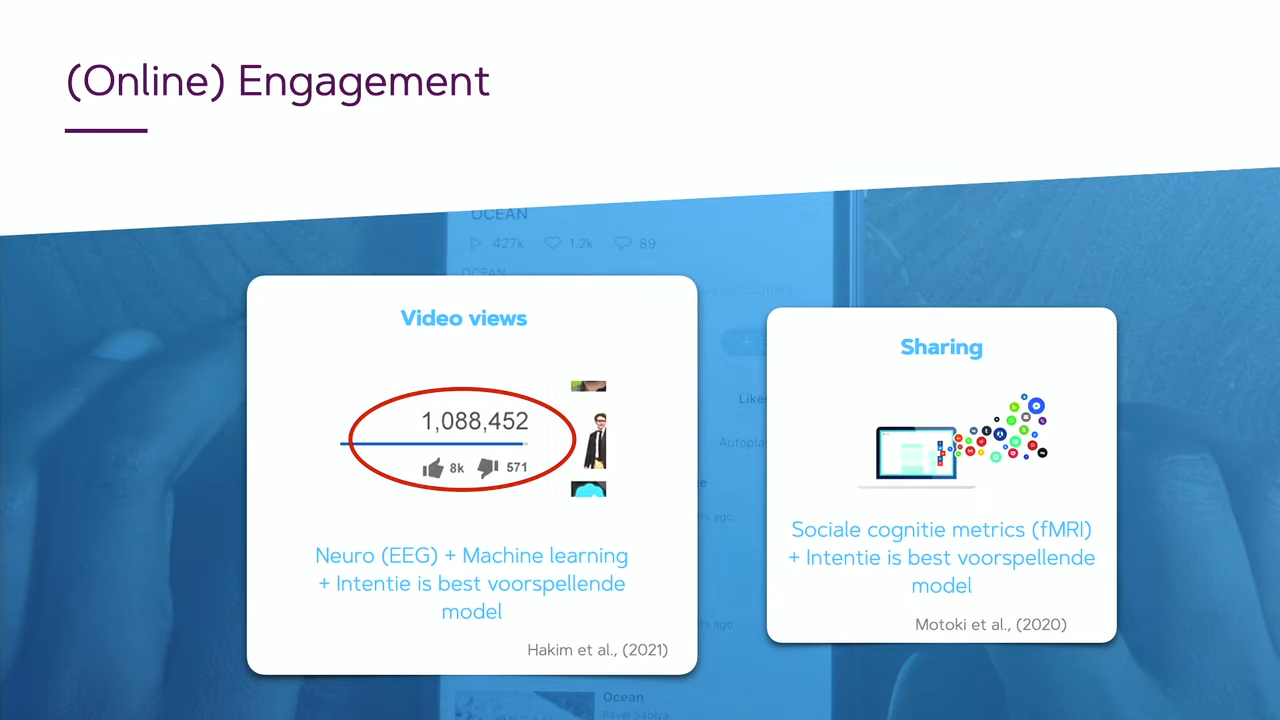 (Online) Engagement
OCEAN
427k 1.2k 89
OCEAN
Video views
1,088,452
8k 571
Neuro (EEG) + Machine learning
+ Intentie is best voorspellende
model
Hakim et al., (2021)
Likes
Autoplay
Sharing
Sociale cognitie metrics (fMRI)
+ Intentie is best voorspellende
model
Motoki et al., (2020)
Ocean
Pavel Sabiya